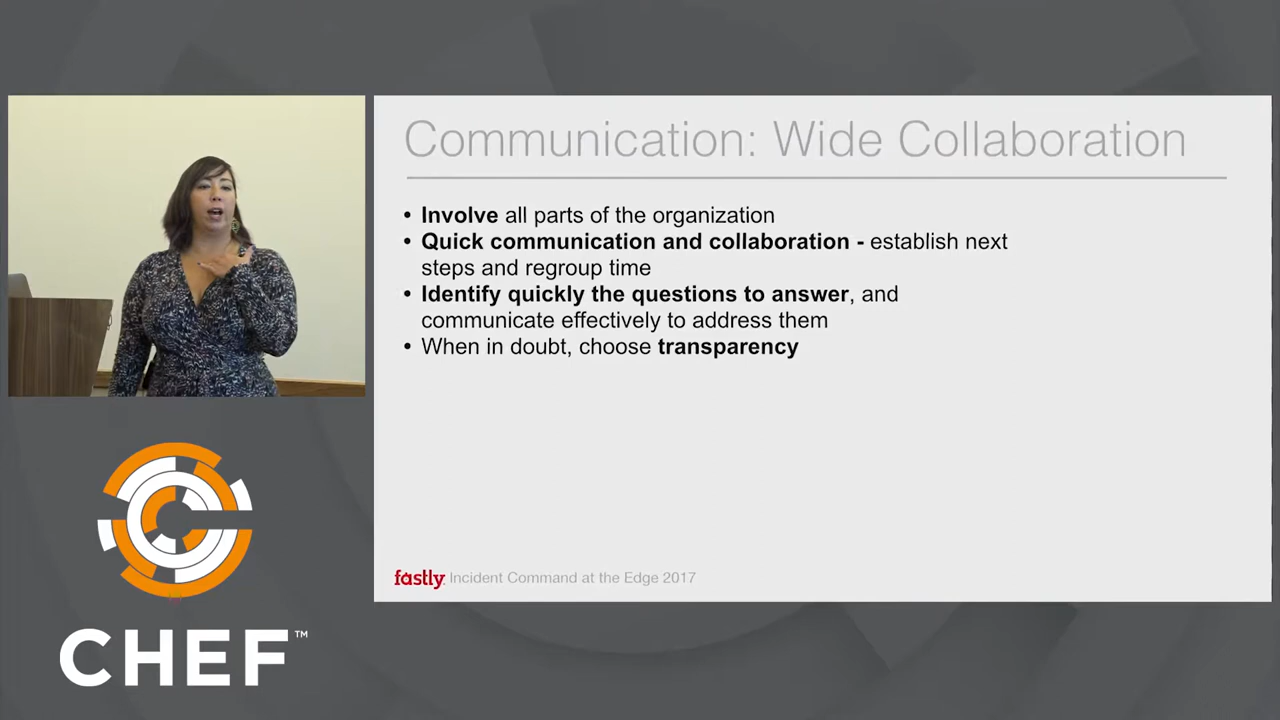 Communication: Wide Collaboration
• Involve all parts of the organization
• Quick communication and collaboration - establish next
steps and regroup time
• Identify quickly the questions to answer, and
communicate effectively to address them
• When in doubt, choose transparency
fastly. Incident Command at the Edge 2017
CHEF™